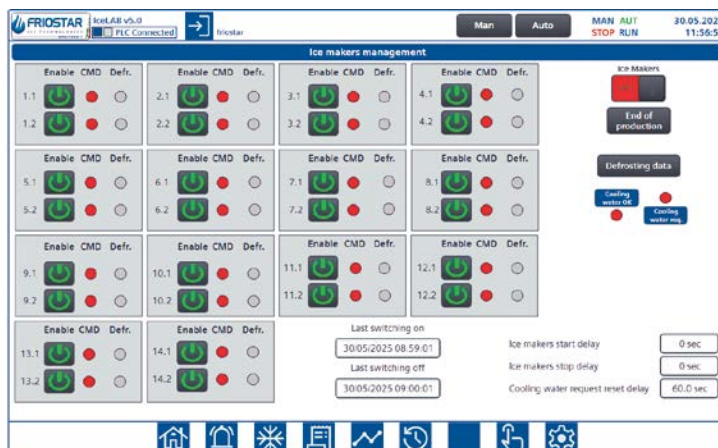 FRIOSTAR IceLAB v5.0
PLC Connected
friostar
Man Auto
MAN AUT
STOP RUN
30.05.202
11:56:5
Ice makers management
Enable CMD Defr. Enable CMD Defr. Enable CMD Defr. Enable CMD Defr.
1.1 2.1 3.1 4.1
1.2 2.2 3.2 4.2
Ice Makers
End of
production
Enable CMD Defr. Enable CMD Defr. Enable CMD Defr. Enable CMD Defr.
5.1 6.1 7.1 8.1
5.2 6.2 7.2 8.2
Defrosting data
Cooling
water OK
Cooling
water req.
Enable CMD Defr. Enable CMD Defr. Enable CMD Defr. Enable CMD Defr.
9.1 10.1 11.1 12.1
9.2 10.2 11.2 12.2
Enable CMD Defr. Enable CMD Defr.
13.1 14.1
13.2 14.2
Last switching on
30/05/2025 08:59:01
Last switching off
30/05/2025 09:00:01
Ice makers start delay 0 sec
Ice makers stop delay 0 sec
Cooling water request reset delay 60.0 sec